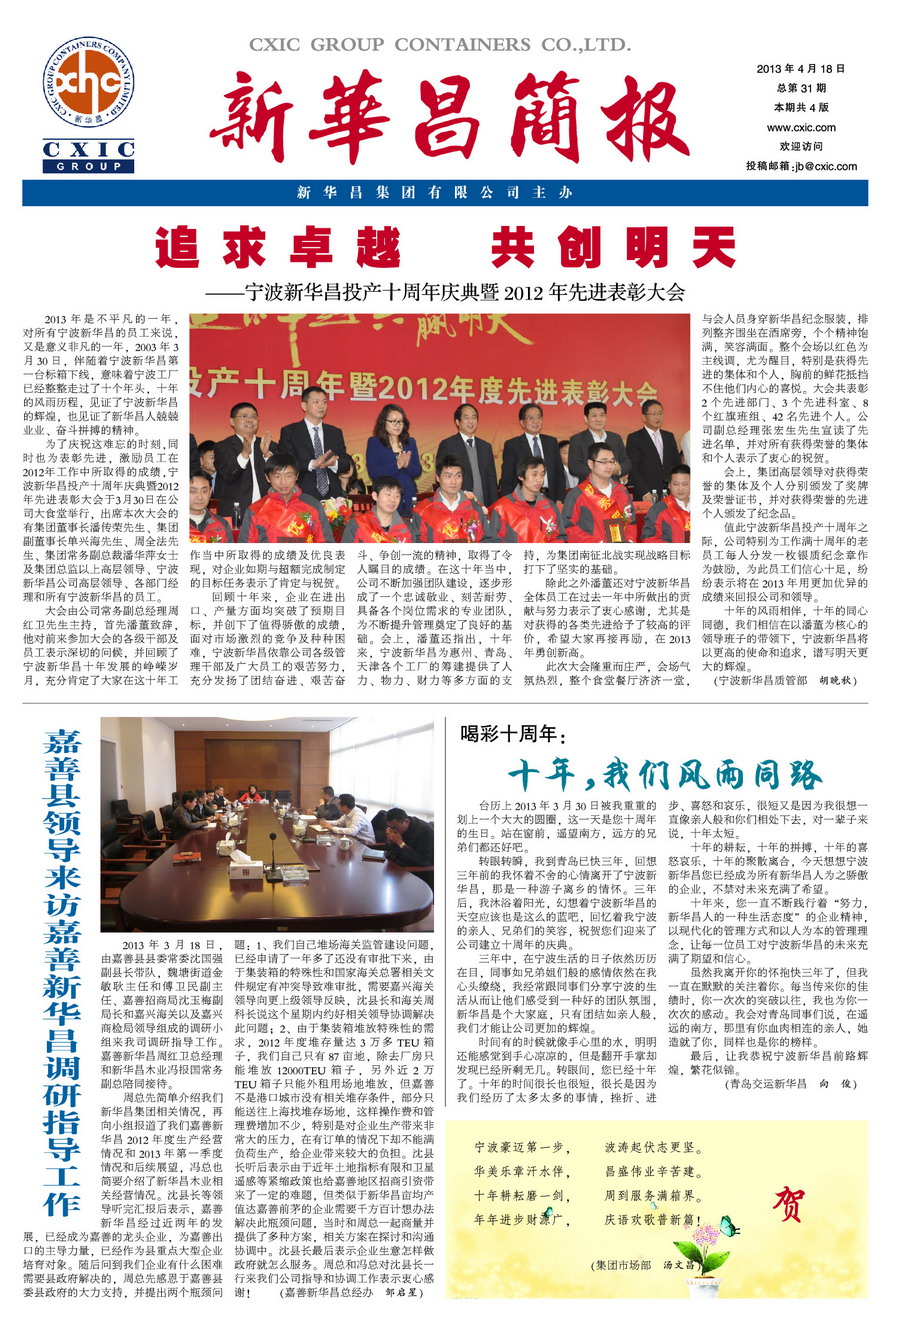 CXIC GROUP CONTAINERS CO.,LTD.
CXIC GROUP CONTAINERS COMPANY LIMITED
cxhc
新华昌
CXIC
GROUP
新華昌簡报
2013 年 4 月 18 日
总第 31 期
本期共 4 版
www.cxic.com
欢迎访问
投稿邮箱:jb@cxic.com
新华昌集团有限公司主办
追求卓越 共创明天
——宁波新华昌投产十周年庆典暨 2012 年先进表彰大会
2013 年是不平凡的一年，
对所有宁波新华昌的员工来说，
又是意义非凡的一年，2003 年 3
月 30 日，伴随着宁波新华昌第
一台标箱下线，意味着宁波工厂
已经整整走过了十个年头，十年
的风雨历程，见证了宁波新华昌
的辉煌，也见证了新华昌人兢兢
业业、奋斗拼搏的精神。
为了庆祝这难忘的时刻,同
时也为表彰先进，激励员工在
2012年工作中所取得的成绩,宁
波新华昌投产十周年庆典暨2012
年先进表彰大会于3月30日在公
司大食堂举行，出席本次大会的
有集团董事长潘传荣先生、集团
副董事长单兴海先生、周全法先
生、集团常务副总裁潘华萍女士
及集团总监以上高层领导、宁波
新华昌公司高层领导、各部门经
理和所有宁波新华昌的员工。
大会由公司常务副总经理周
红卫先生主持，首先潘董致辞，
他对前来参加大会的各级干部及
员工表示深切的问候，并回顾了
宁波新华昌十年发展的峥嵘岁
月，充分肯定了大家在这十年工
投产十周年暨2012年度先进表彰大会
作当中所取得的成绩及优良表
现，对企业如期与超额完成制定
的目标任务表示了肯定与祝贺。
回顾十年来，企业在进出
口、产量方面均突破了预期目
标，并创下了值得骄傲的成绩，
面对市场激烈的竞争及种种困
难，宁波新华昌依靠公司各级管
理干部及广大员工的艰苦努力，
充分发扬了团结奋进、艰苦奋
斗、争创一流的精神，取得了令
人瞩目的成绩。在这十年当中，
公司不断加强团队建设，逐步形
成了一个忠诚敬业、刻苦耐劳、
具备各个岗位需求的专业团队，
为不断提升管理奠定了良好的基
础。会上，潘董还指出，十年
来，宁波新华昌为惠州、青岛、
天津各个工厂的筹建提供了人
力、物力、财力等多方面的支
持，为集团南征北战实现战略目标
打下了坚实的基础。
除此之外潘董还对宁波新华昌
全体员工在过去一年中所做出的贡
献与努力表示了衷心感谢，尤其是
对获得的各类先进给予了较高的评
价，希望大家再接再励，在 2013
年勇创新高。
此次大会隆重而庄严，会场气
氛热烈，整个食堂餐厅济济一堂，
与会人员身穿新华昌纪念服装，排
列整齐围坐在酒席旁，个个精神饱
满，笑容满面。整个会场以红色为
主线调，尤为醒目，特别是获得先
进的集体和个人，胸前的鲜花抵挡
不住他们内心的喜悦。大会共表彰
2 个先进部门、3 个先进科室、8
个红旗班组、42 名先进个人。公
司副总经理张宏生先生宣读了先
进名单，并对所有获得荣誉的集体
和个人表示了衷心的祝贺。
会上，集团高层领导对获得荣
誉的集体及个人分别颁发了奖牌
及荣誉证书，并对获得荣誉的先进
个人颁发了纪念品。
值此宁波新华昌投产十周年之
际，公司特别为工作满十周年的老
员工每人分发一枚银质纪念章作
为鼓励，为此员工们信心十足，纷
纷表示将在 2013 年用更加优异的
成绩来回报公司和领导。
十年的风雨相伴，十年的同心
同德，我们相信在以潘董为核心的
领导班子的带领下，宁波新华昌将
以更高的使命和追求，谱写明天更
大的辉煌。
(宁波新华昌质管部 胡晚秋)
嘉善县领导来访嘉善新华昌调研指导工作
2013 年 3 月 18 日，
由嘉善县县委常委沈国强
副县长带队，魏塘街道金
敏耿主任和傅卫民副主
任、嘉善招商局沈玉梅副
局长和嘉兴海关以及嘉兴
商检局领导组成的调研小
组来我司调研指导工作。
嘉善新华昌周红卫总经理
和新华昌木业冯报国常务
副总陪同接待。
周总先简单介绍我们
新华昌集团相关情况，再
向小组报道了我们嘉善新
华昌 2012 年度生产经营
情况和 2013 年第一季度
情况和后续展望，冯总也
简要介绍了新华昌木业相
关经营情况。沈县长等领
导听完汇报后表示，嘉善
新华昌经过近两年的发
展，已经成为嘉善的龙头企业，为嘉善出
口的主导力量，已经作为县重点大型企业
培育对象。随后问到我们企业有什么困难
需要县政府解决的，周总先感恩于嘉善县
委县政府的大力支持，并提出两个瓶颈问
题：1、我们自己堆场海关监管建设问题，
已经申请了一年多了还没有审批下来，由
于集装箱的特殊性和国家海关总署相关文
件规定有冲突导致难审批，需要嘉兴海关
领导向更上级领导反映，沈县长和海关周
科长说这个星期内约好相关领导协调解决
此问题；2、由于集装箱堆放特殊性的需
求，2012 年度堆存量达 3 万多 TEU 箱
子，我们自己只有 87 亩地，除去厂房只
能堆放 12000TEU 箱子，另外近 2 万
TEU 箱子只能外租用场地堆放，但嘉善
不是港口城市没有相关堆存条件，部分只
能送往上海找堆存场地，这样操作费和管
理费增加不少，特别是对企业生产带来非
常大的压力，在有订单的情况下却不能满
负荷生产，给企业带来较大的负担。沈县
长听后表示由于近年土地指标有限和卫星
遥感等紧缩政策也给嘉善地区招商引资带
来了一定的难题，但类似于新华昌亩均产
值达嘉善前茅的企业需要千方百计想办法
解决此瓶颈问题，当时和周总一起商量并
提供了多种方案，相关方案在探讨和沟通
协调中。沈县长最后表示企业生意怎样做
政府就怎么服务。周总和冯总对沈县长一
行来我们公司指导和协调工作表示衷心感
谢！ (嘉善新华昌总经办 邹启星)
喝彩十周年：
十年，我们风雨同路
台历上 2013 年 3 月 30 日被我重重的
划上一个大大的圆圈，这一天是您十周年
的生日。站在窗前，遥望南方，远方的兄
弟们都还好吧。
转眼转瞬，我到青岛已快三年，回想
三年前的我怀着不舍的心情离开了宁波新
华昌，那是一种游子离乡的情怀。三年
后，我沐浴着阳光，幻想着宁波新华昌的
天空应该也是这么的蓝吧，回忆着我宁波
的亲人、兄弟们的笑容，祝贺您们迎来了
公司建立十周年的庆典。
三年中，在宁波生活的日子依然历历
在目，同事如兄弟姐们般的感情依然在我
心头缭绕，我经常跟同事们分享宁波的生
活从而让他们感受到一种好的团队氛围，
新华昌是个大家庭，只有团结如亲人般，
我们才能让公司更加的辉煌。
时间有的时候就像手心里的水，明明
还能感觉到手心凉凉的，但是翻开手掌却
发现已经所剩无几。转眼间，您已经十年
了。十年的时间很长也很短，很长是因为
我们经历了太多太多的事情，挫折、进
步、喜怒和哀乐，很短又是因为我很想一
直像亲人般和你们相处下去，对一辈子来
说，十年太短。
十年的耕耘，十年的拼搏，十年的喜
怒哀乐，十年的聚散离合，今天想想宁波
新华昌您已经成为所有新华昌人为之骄傲
的企业，不禁对未来充满了希望。
十年来，您一直不断践行着“努力，
新华昌人的一种生活态度”的企业精神，
以现代化的管理方式和以人为本的管理理
念，让每一位员工对宁波新华昌的未来充
满了期望和信心。
虽然我离开你的怀抱快三年了，但我
一直在默默的关注着你。每当传来你的佳
绩时，你一次次的突破以往，我也为你一
次次的感动。我会对青岛同事们说，在遥
远的南方，那里有你血肉相连的亲人，她
造就了你，同样也是你的榜样。
最后，让我恭祝宁波新华昌前路辉
煌，繁花似锦。
(青岛交运新华昌 向 俊)
宁波豪迈第一步， 波涛起伏志更坚。
华美乐章汗水伴， 昌盛伟业辛苦建。
十年耕耘磨一剑， 周到服务满箱界。
年年进步财源广， 庆语欢歌普新篇！
贺
(集团市场部 汤文昌)